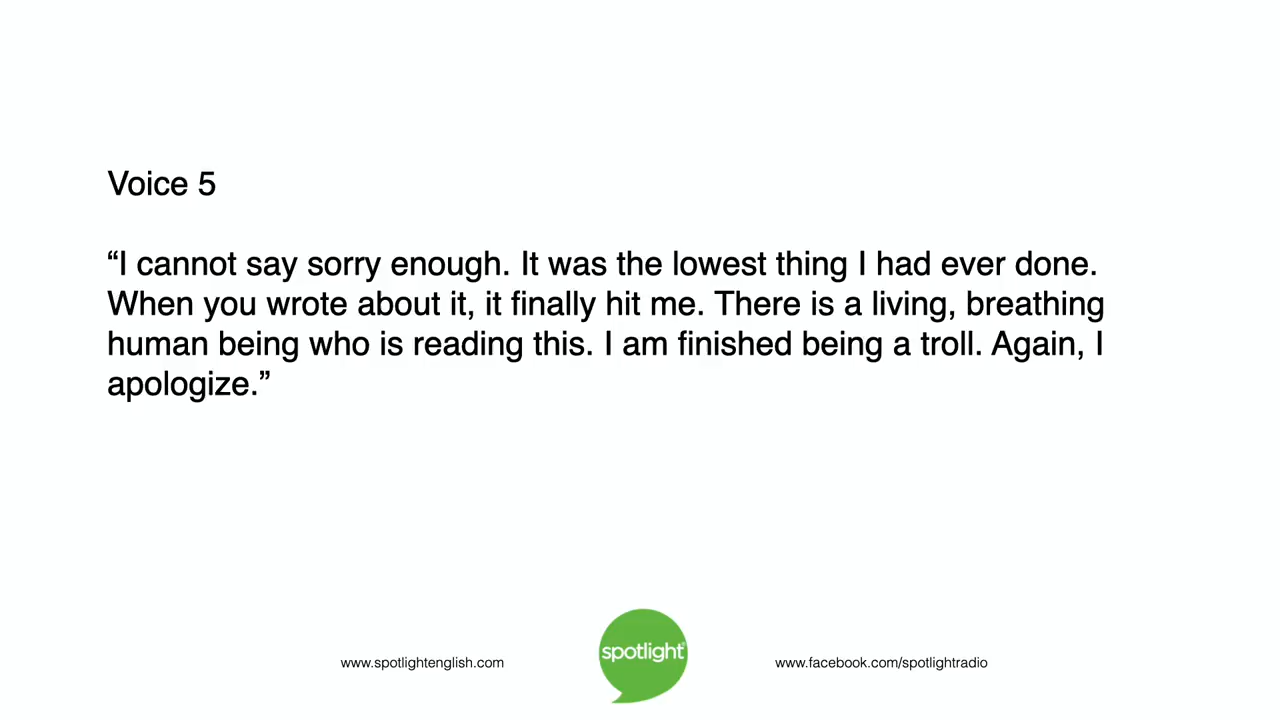 Voice 5
“I cannot say sorry enough. It was the lowest thing I had ever done.
When you wrote about it, it finally hit me. There is a living, breathing
human being who is reading this. I am finished being a troll. Again, I
apologize.”
www.spotlightenglish.com
spotlight
www.facebook.com/spotlightradio